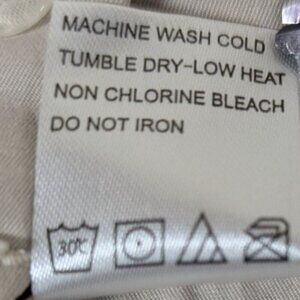 MACHINE WASH COLD
TUMBLE DRY-LOW HEAT
NON CHLORINE BLEACH
DO NOT IRON
30℃